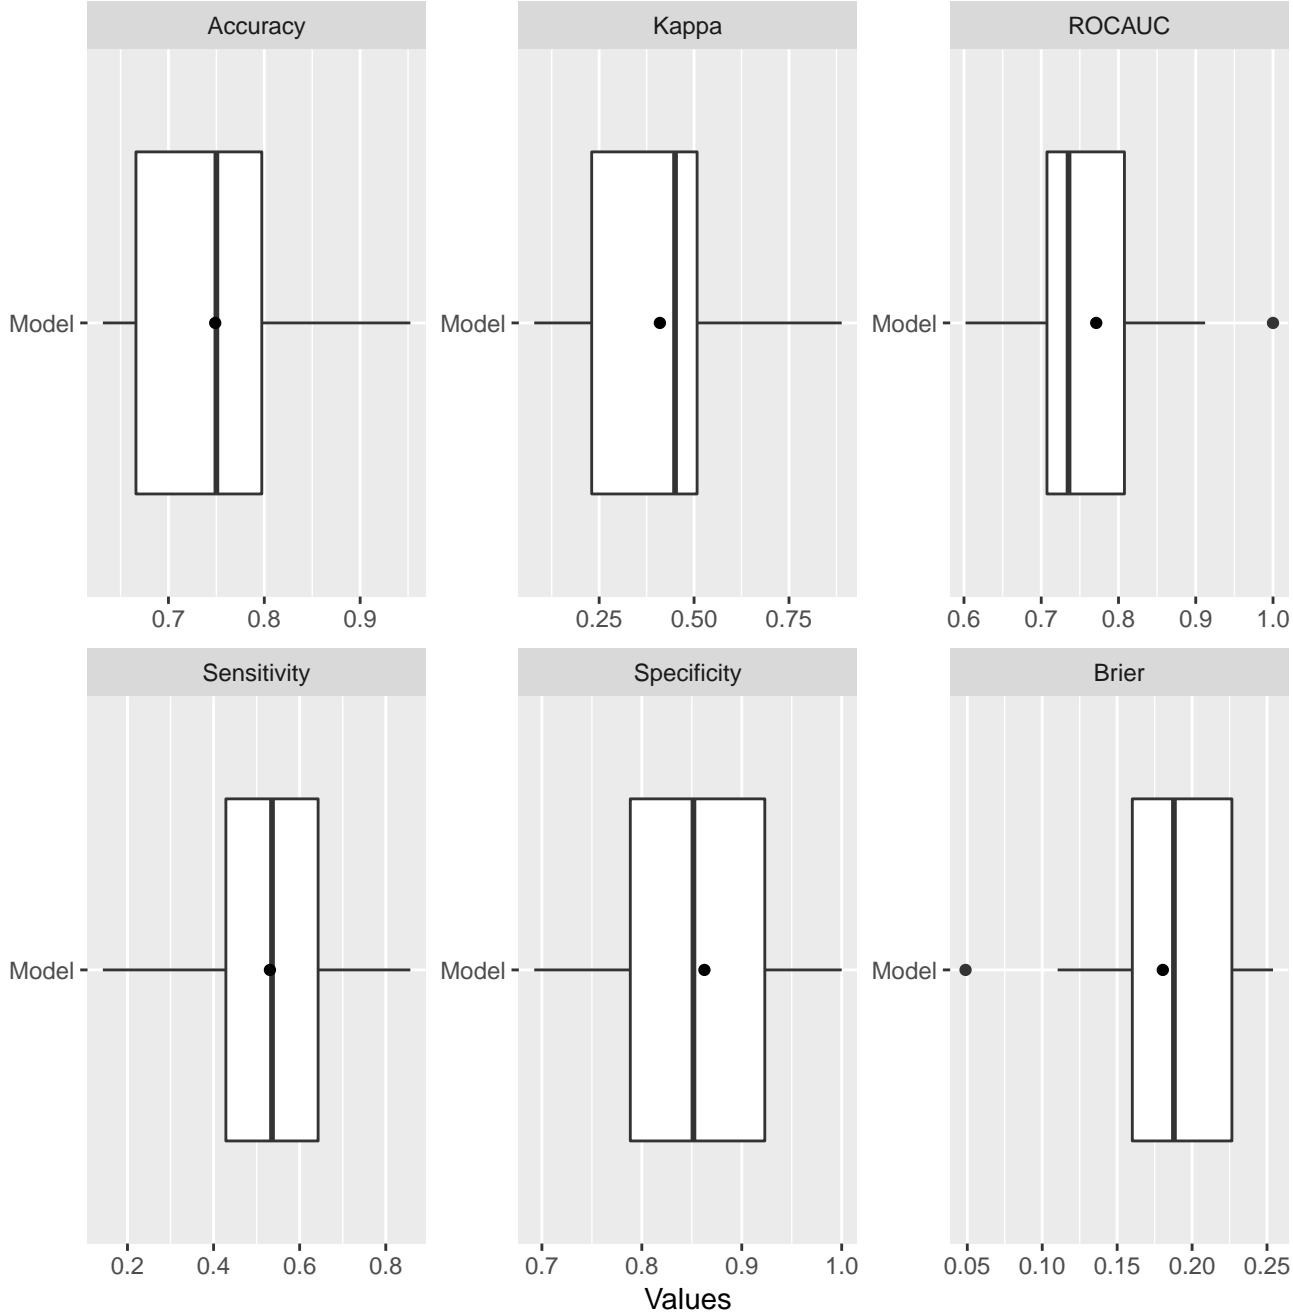 Accuracy Kappa ROCAUC
Model Model Model
0.7 0.8 0.9 0.25 0.50 0.75 0.6 0.7 0.8 0.9 1.0
Sensitivity Specificity Brier
Model Model Model
0.2 0.4 0.6 0.8 0.7 0.8 0.9 1.0 0.05 0.10 0.15 0.20 0.25
Values